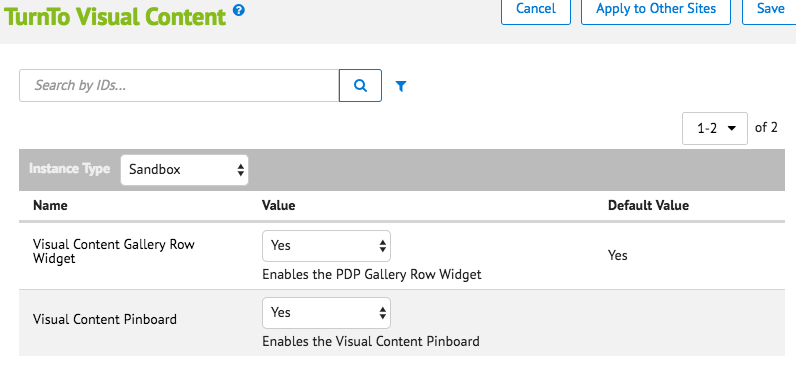 TurnTo Visual Content ?
Cancel
Apply to Other Sites
Save
Search by IDs...
1-2 of 2
Instance Type Sandbox
Name Value Default Value
Visual Content Gallery Row
Widget
Yes
Enables the PDP Gallery Row Widget
Yes
Visual Content Pinboard
Yes
Enables the Visual Content Pinboard